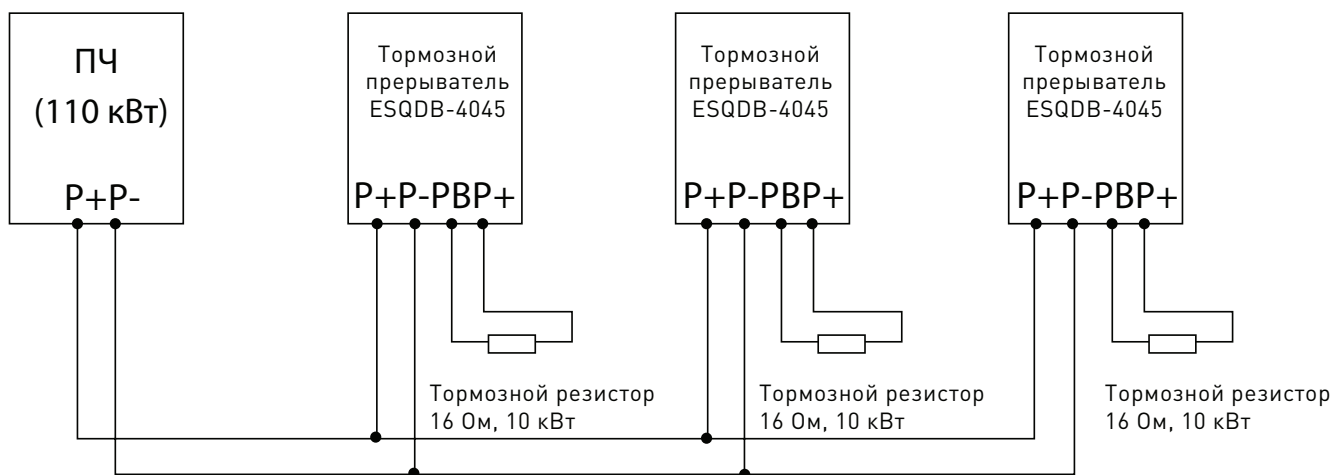 ПЧ
(110 кВт)
P+P-
Тормозной
прерыватель
ESQDB-4045
P+P-PBP+
Тормозной резистор
16 Ом, 10 кВт
Тормозной
прерыватель
ESQDB-4045
P+P-PBP+
Тормозной резистор
16 Ом, 10 кВт
Тормозной
прерыватель
ESQDB-4045
P+P-PBP+
Тормозной резистор
16 Ом, 10 кВт